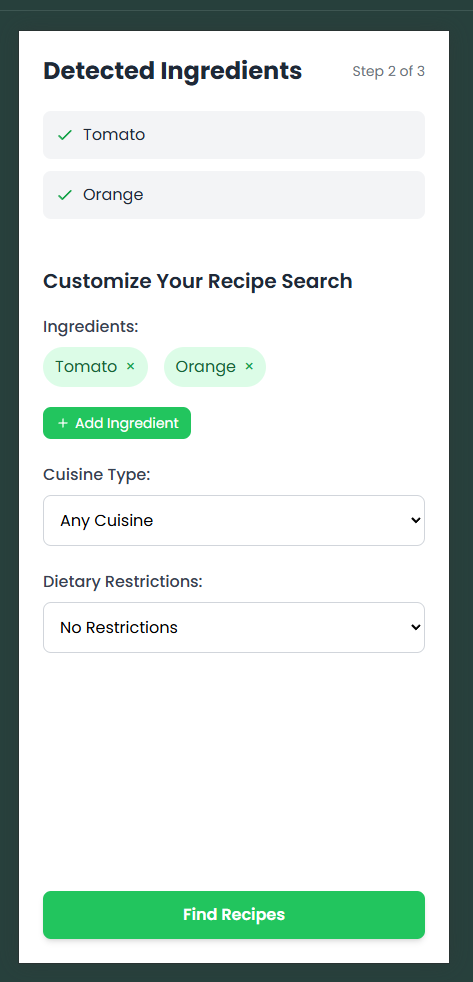 Detected Ingredients Step 2 of 3
✓ Tomato
✓ Orange
Customize Your Recipe Search
Ingredients:
Tomato × Orange ×
+ Add Ingredient
Cuisine Type:
Any Cuisine
Dietary Restrictions:
No Restrictions
Find Recipes